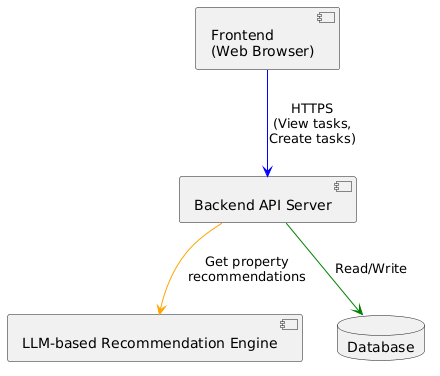 Frontend
(Web Browser)
HTTPS
(View tasks,
Create tasks)
Backend API Server
Get property
recommendations
Read/Write
LLM-based Recommendation Engine
Database